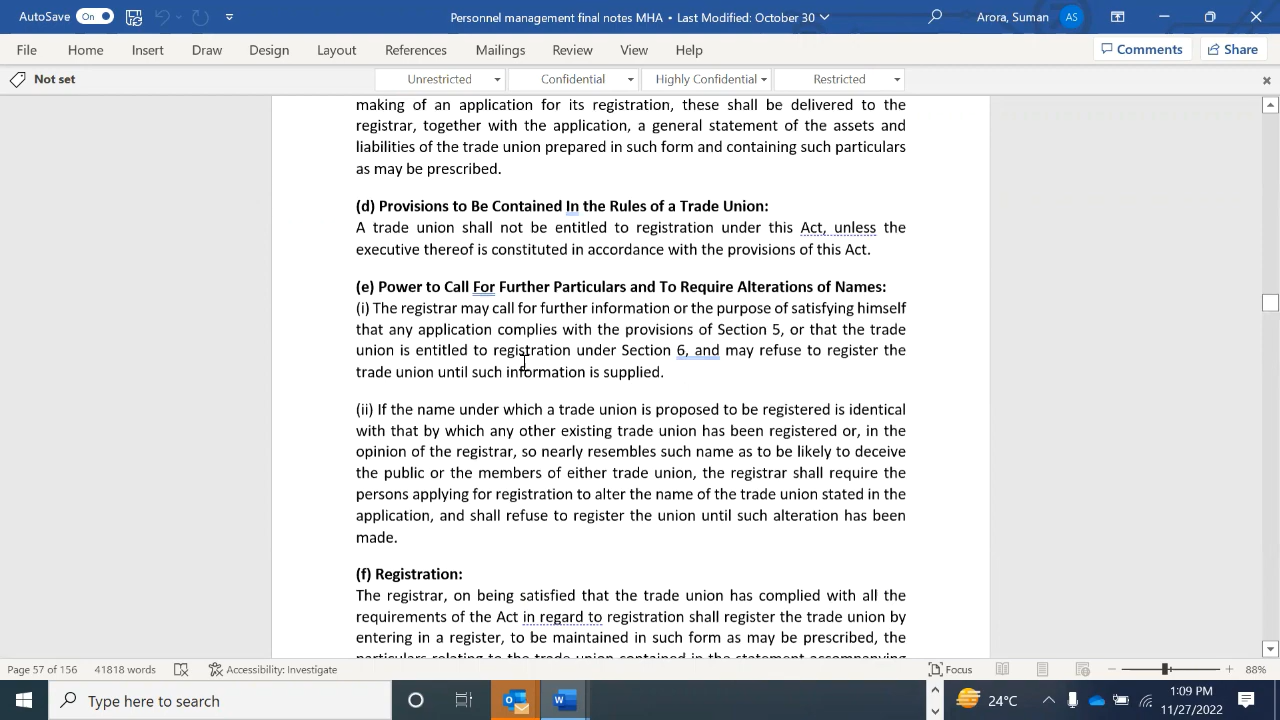 AutoSave On Personnel management final notes MHA • Last Modified: October 30 Arora, Suman AS
File Home Insert Draw Design Layout References Mailings Review View Help Comments Share
Not set Unrestricted Confidential Highly Confidential Restricted
making of an application for its registration, these shall be delivered to the
registrar, together with the application, a general statement of the assets and
liabilities of the trade union prepared in such form and containing such particulars
as may be prescribed.
(d) Provisions to Be Contained In the Rules of a Trade Union:
A trade union shall not be entitled to registration under this Act, unless the
executive thereof is constituted in accordance with the provisions of this Act.
(e) Power to Call For Further Particulars and To Require Alterations of Names:
(i) The registrar may call for further information or the purpose of satisfying himself
that any application complies with the provisions of Section 5, or that the trade
union is entitled to registration under Section 6, and may refuse to register the
trade union until such information is supplied.
(ii) If the name under which a trade union is proposed to be registered is identical
with that by which any other existing trade union has been registered or, in the
opinion of the registrar, so nearly resembles such name as to be likely to deceive
the public or the members of either trade union, the registrar shall require the
persons applying for registration to alter the name of the trade union stated in the
application, and shall refuse to register the union until such alteration has been
made.
(f) Registration:
The registrar, on being satisfied that the trade union has complied with all the
requirements of the Act in regard to registration shall register the trade union by
entering in a register, to be maintained in such form as may be prescribed, the
particulars relating to the trade union contained in the statement accompanying
Page 57 of 156 41818 words Accessibility: Investigate Focus 88%
Type here to search 24°C 1:09 PM
11/27/2022